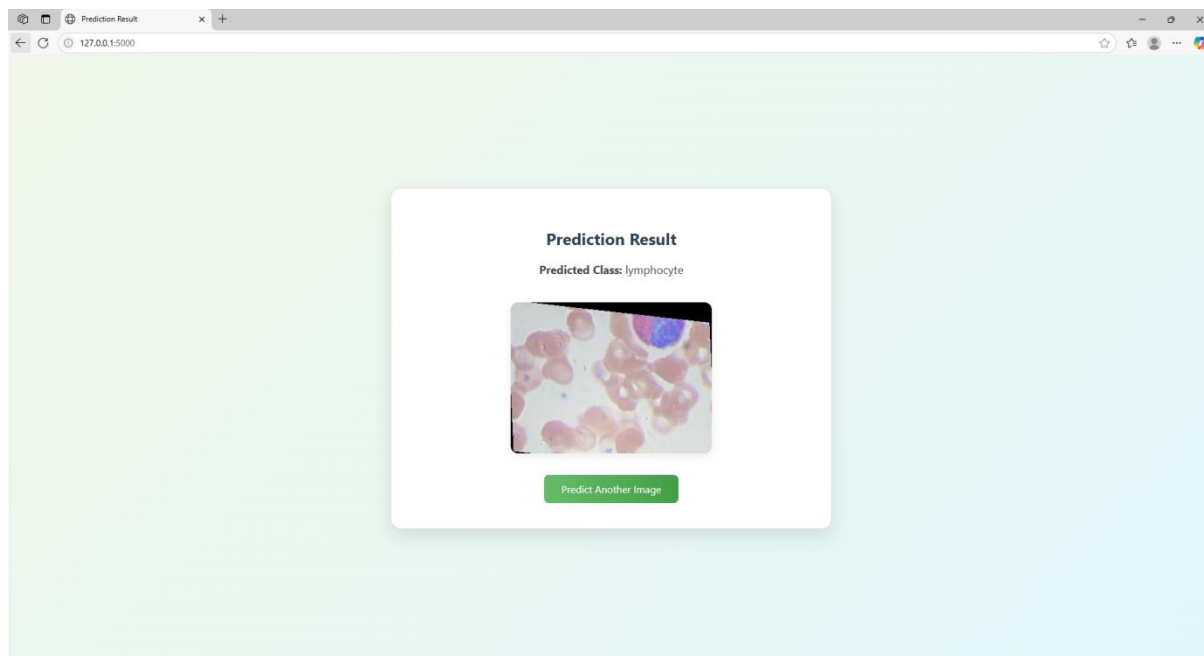 Prediction Result
127.0.0.1:5000
Prediction Result
Predicted Class: lymphocyte
Predict Another Image